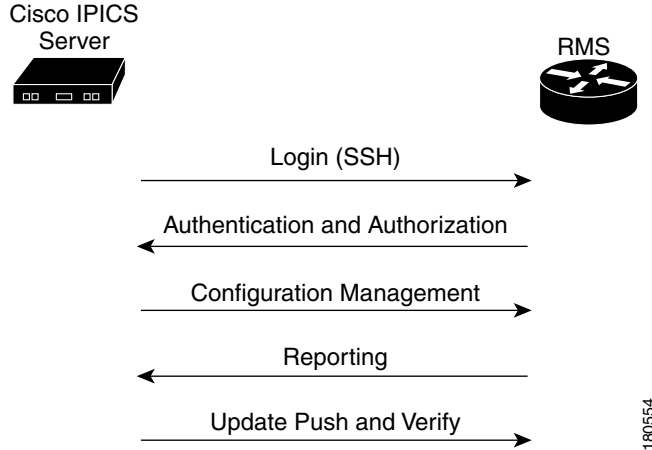 Cisco IPICS
Server
RMS
Login (SSH)
Authentication and Authorization
Configuration Management
Reporting
Update Push and Verify
180554